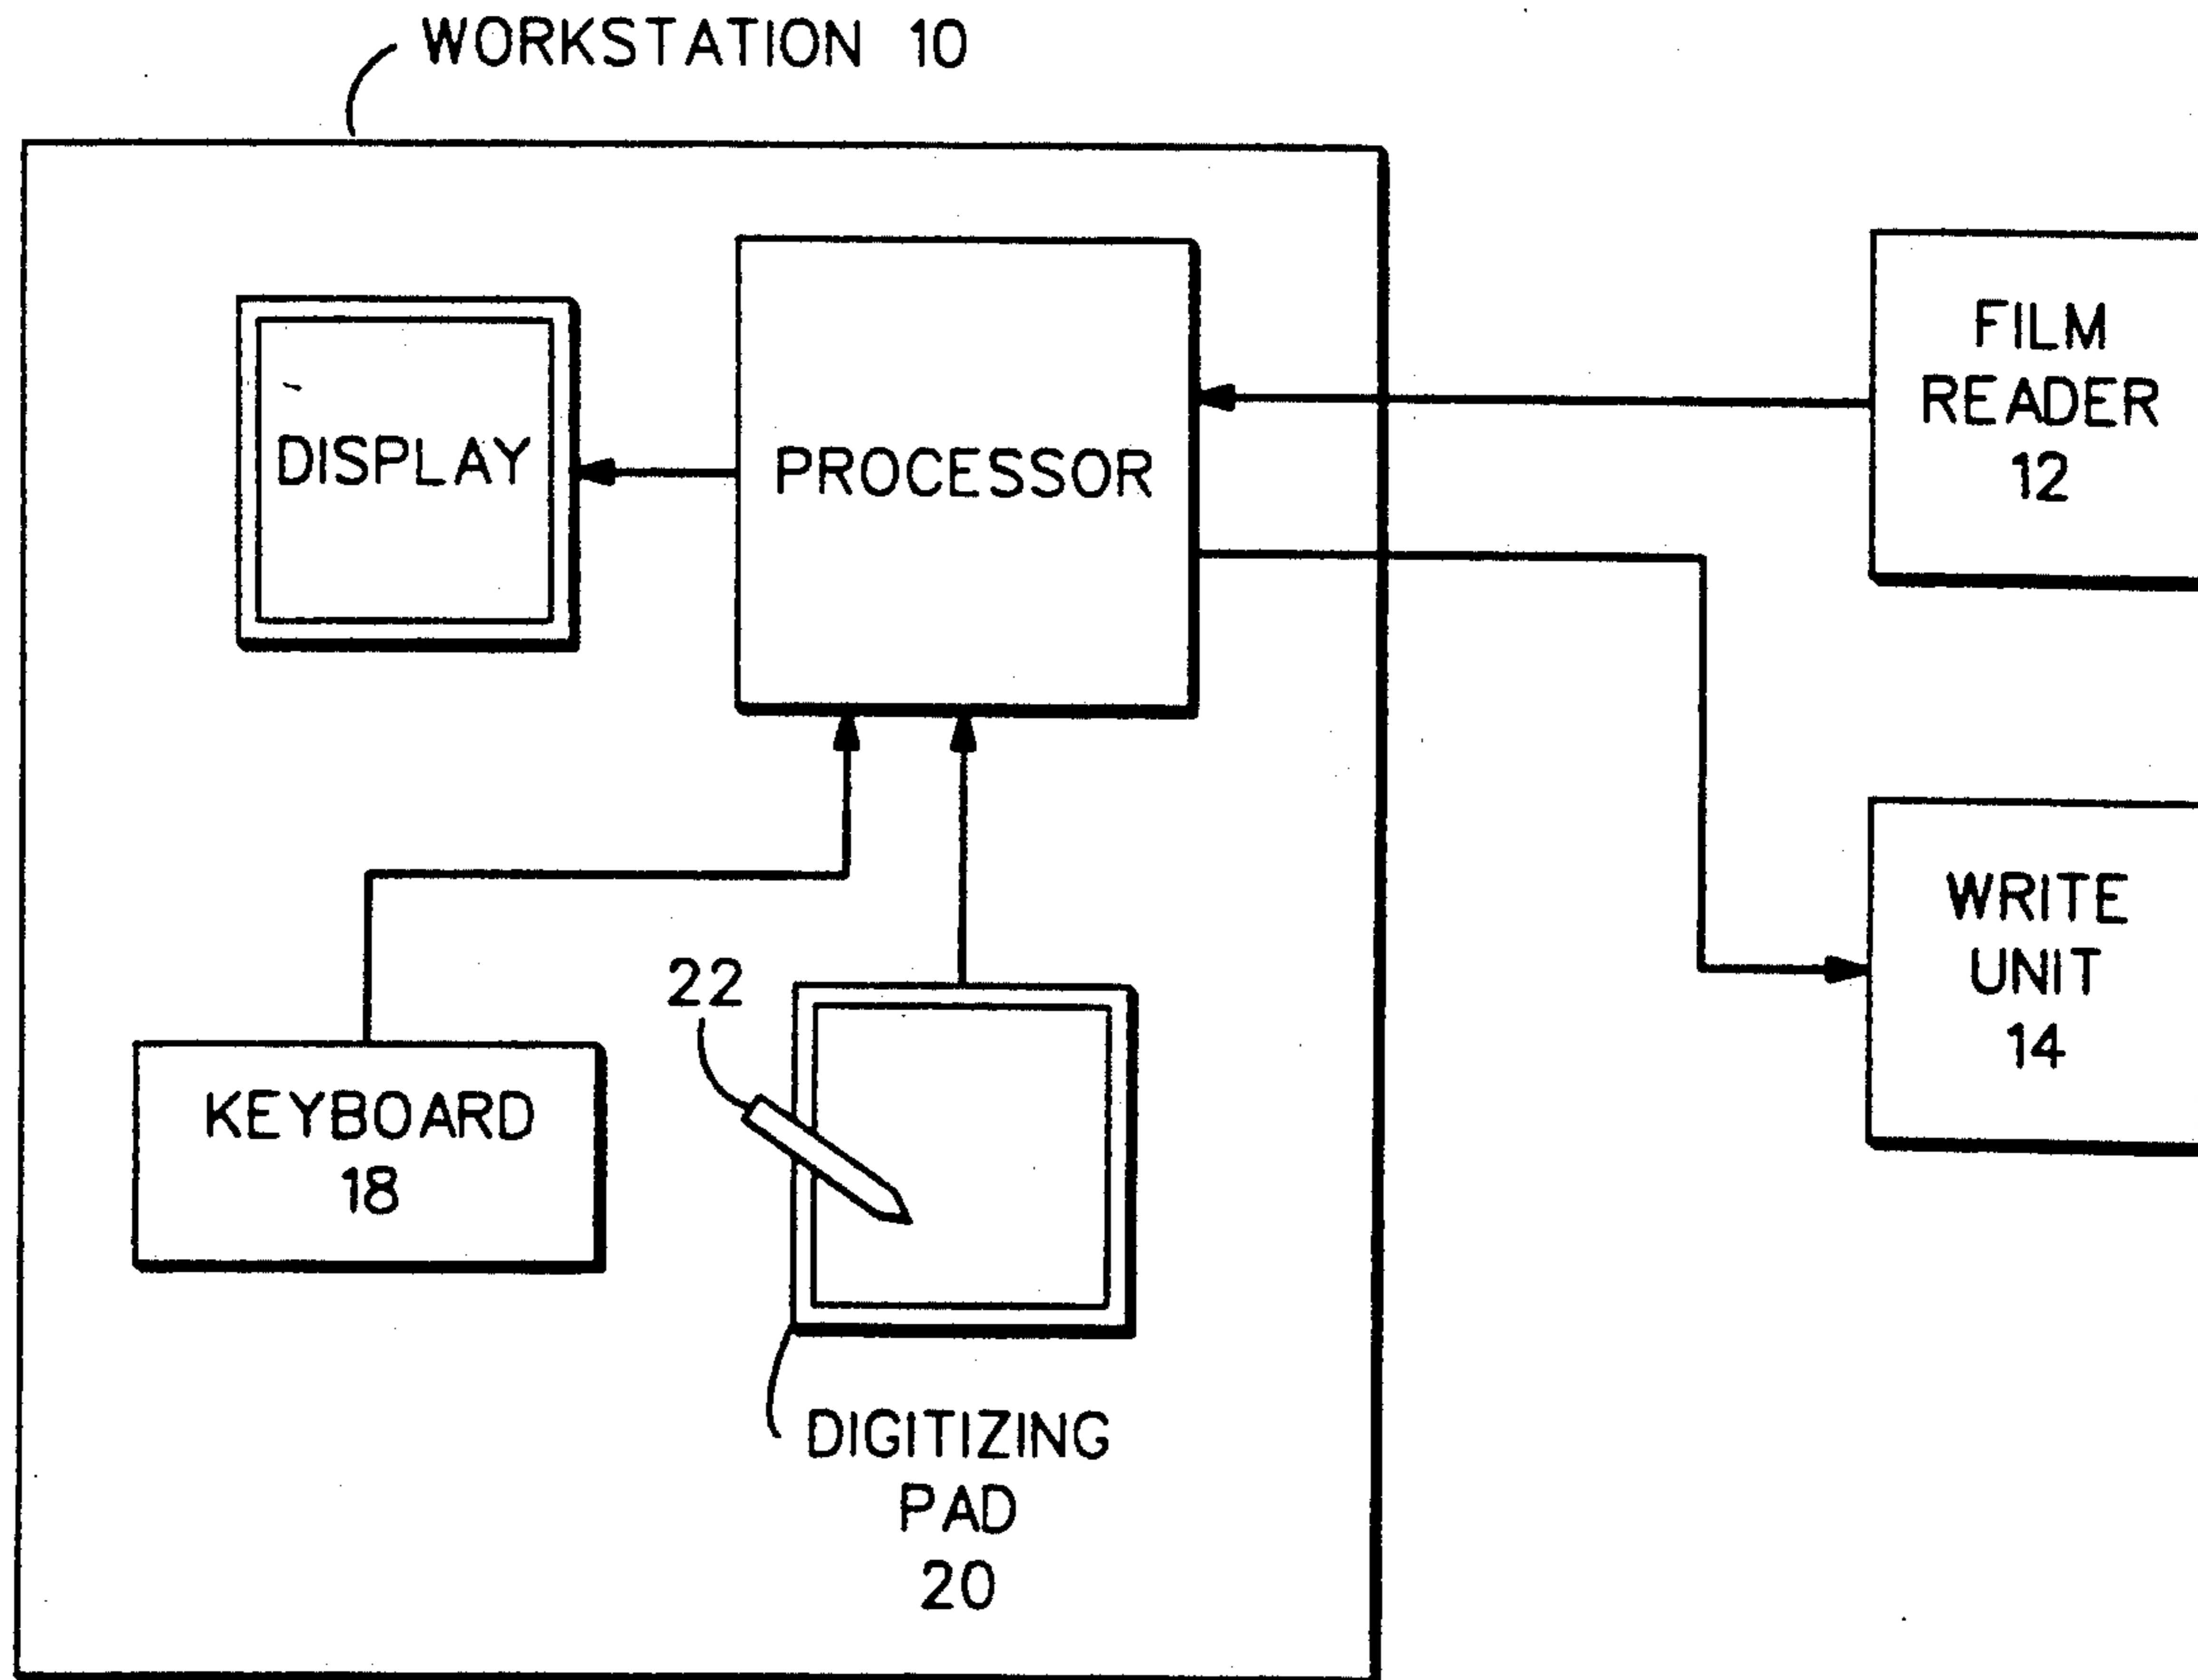 WORKSTATION 10
DISPLAY
PROCESSOR
FILM
READER
12
WRITE
UNIT
14
22
KEYBOARD
18
DIGITIZING
PAD
20